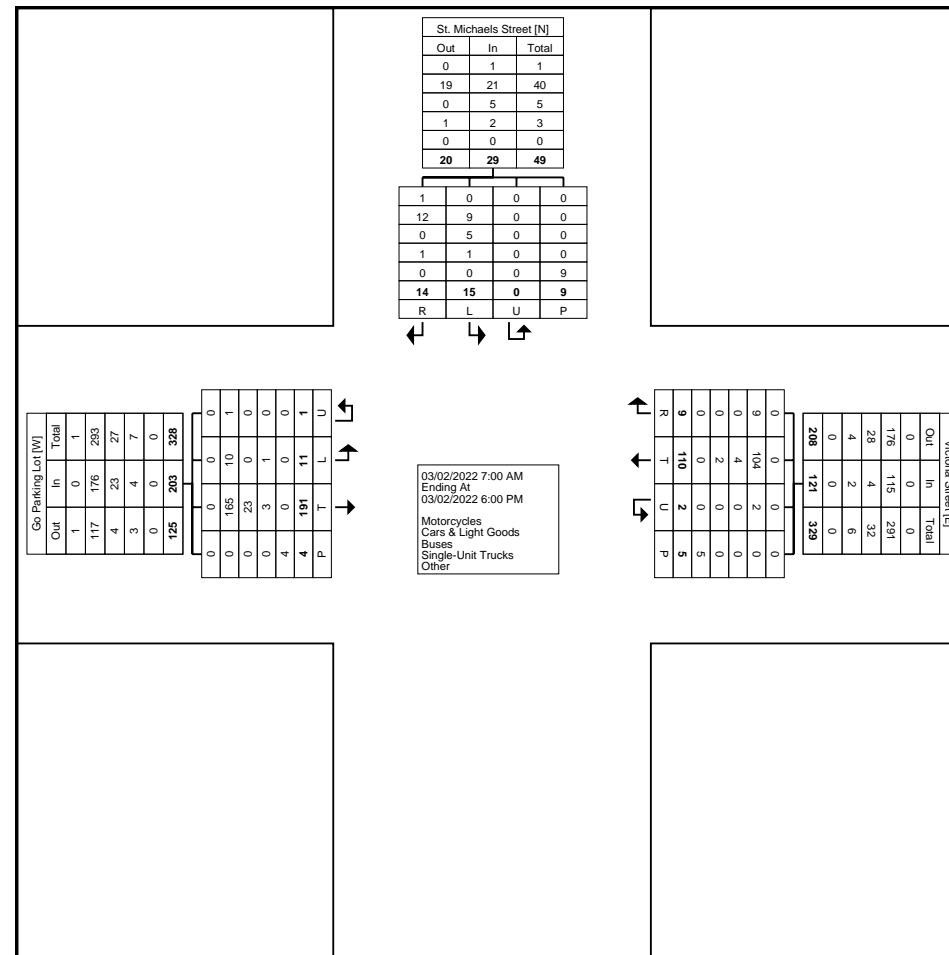 St. Michaels Street [N]
Out In Total
0 1 1
19 21 40
0 5 5
1 2 3
0 0 0
20 29 49
1 0 0 0
12 9 0 0
0 5 0 0
1 1 0 0
0 0 0 9
14 15 0 9
R L U P
Go Parking Lot [W]
Out In Total
1 0 1
117 176 293
4 23 27
3 4 7
0 0 0
125 203 328
0 0 0 0
0 165 10 1
0 23 0 0
0 3 1 0
4 0 0 0
4 191 11 1
P T L U
03/02/2022 7:00 AM
Ending At
03/02/2022 6:00 PM
Motorcycles
Cars & Light Goods
Buses
Single-Unit Trucks
Other
Victoria Street [E]
Out In Total
0 0 0
176 115 291
28 4 32
4 2 6
0 0 0
208 121 329
0 0 0 0
9 104 2 0
0 4 0 0
0 2 0 0
0 0 0 5
9 110 2 5
R T U P